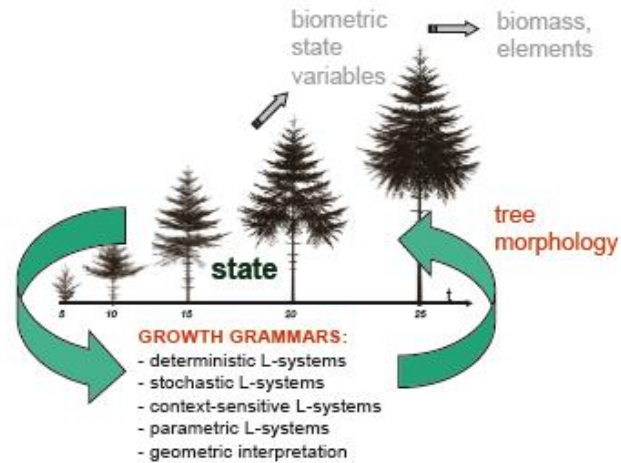 biometric
state
variables
biomass,
elements
tree
morphology
state
t
5 10 15 20 25
GROWTH GRAMMARS:
- deterministic L-systems
- stochastic L-systems
- context-sensitive L-systems
- parametric L-systems
- geometric interpretation